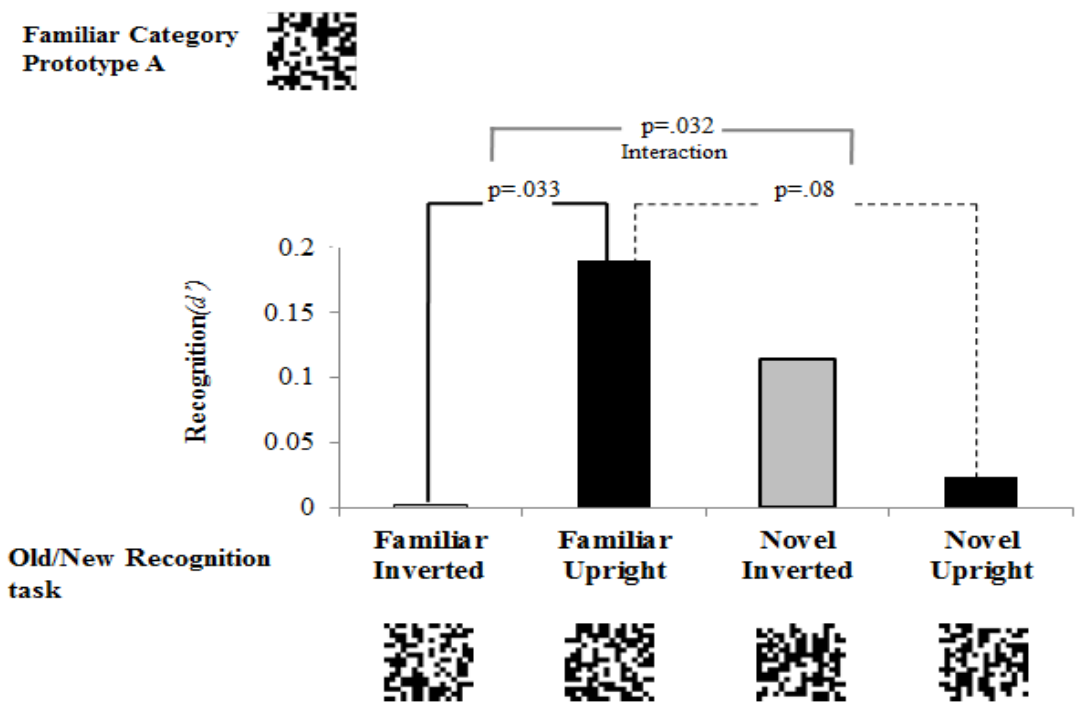 Familiar Category
Prototype A
p=.032
Interaction
p=.033
p=.08
0.2
0.15
0.1
0.05
0
Recognition(d')
Familiar
Inverted
Familiar
Upright
Novel
Inverted
Novel
Upright
Old/New Recognition
task